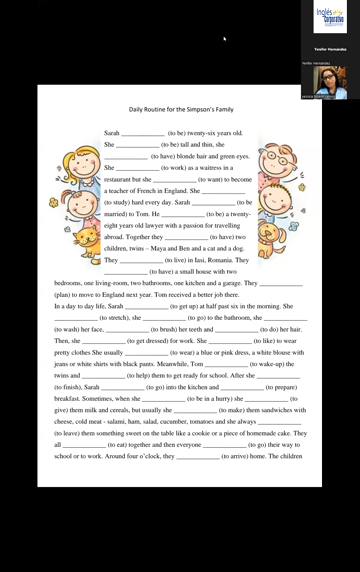 Inglés
Corporativo
Yenifer Hernandez
Yenifer Hernandez
Daily Routine for the Simpson's Family
Sarah ____________ (to be) twenty-six years old.
She ____________ (to be) tall and thin, she
____________ (to have) blonde hair and green eyes.
She ____________ (to work) as a waitress in a
restaurant but she ____________ (to want) to become
a teacher of French in England. She ____________
(to study) hard every day. Sarah ____________ (to be
married) to Tom. He ____________ (to be) a twenty-
eight years old lawyer with a passion for travelling
abroad. Together they ____________ (to have) two
children, twins – Maya and Ben and a cat and a dog.
They ____________ (to live) in Iasi, Romania. They
____________ (to have) a small house with two
bedrooms, one living-room, two bathrooms, one kitchen and a garage. They ____________
(plan) to move to England next year. Tom received a better job there.
In a day to day life, Sarah ____________ (to get up) at half past six in the morning. She
____________ (to stretch), she ____________ (to go) to the bathroom, she ____________
(to wash) her face, ____________ (to brush) her teeth and ____________ (to do) her hair.
Then, she ____________ (to get dressed) for work. She ____________ (to like) to wear
pretty clothes She usually ____________ (to wear) a blue or pink dress, a white blouse with
jeans or white shirts with black pants. Meanwhile, Tom ____________ (to wake-up) the
twins and ____________ (to help) them to get ready for school. After she ____________
(to finish), Sarah ____________ (to go) into the kitchen and ____________ (to prepare)
breakfast. Sometimes, when she ____________ (to be in a hurry) she ____________ (to
give) them milk and cereals, but usually she ____________ (to make) them sandwiches with
cheese, cold meat - salami, ham, salad, cucumber, tomatoes and she always ____________
(to leave) them something sweet on the table like a cookie or a piece of homemade cake. They
all ____________ (to eat) together and then everyone ____________ (to go) their way to
school or to work. Around four o'clock, they ____________ (to arrive) home. The children